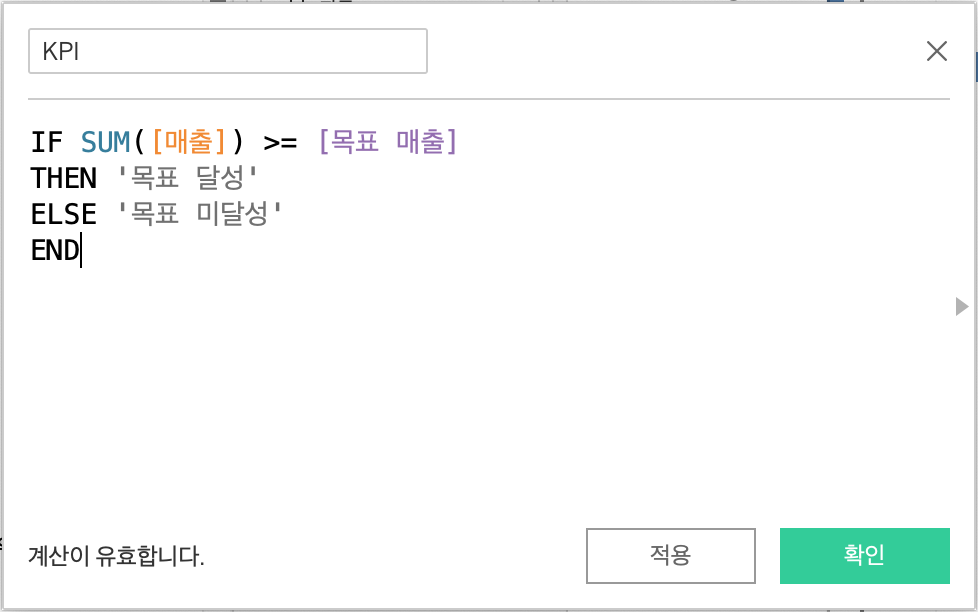 KPI
IF SUM([매출]) >= [목표 매출]
THEN '목표 달성'
ELSE '목표 미달성'
END
계산이 유효합니다.
적용
확인